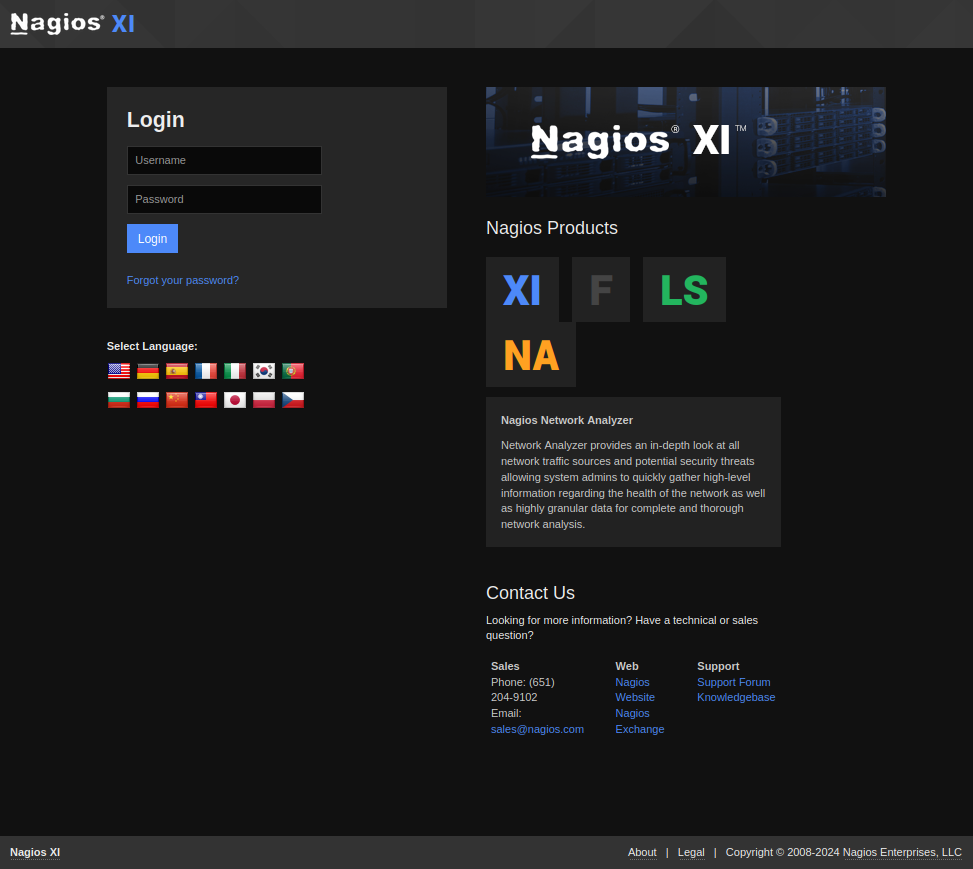 Nagios® XI
Login
Username
Password
Login
Forgot your password?
Select Language:
Nagios® XI™
Nagios Products
XI F LS
NA
Nagios Network Analyzer
Network Analyzer provides an in-depth look at all
network traffic sources and potential security threats
allowing system admins to quickly gather high-level
information regarding the health of the network as well
as highly granular data for complete and thorough
network analysis.
Contact Us
Looking for more information? Have a technical or sales
question?
Sales
Phone: (651)
204-9102
Email:
sales@nagios.com
Web
Nagios
Website
Nagios
Exchange
Support
Support Forum
Knowledgebase
Nagios XI
About | Legal | Copyright © 2008-2024 Nagios Enterprises, LLC